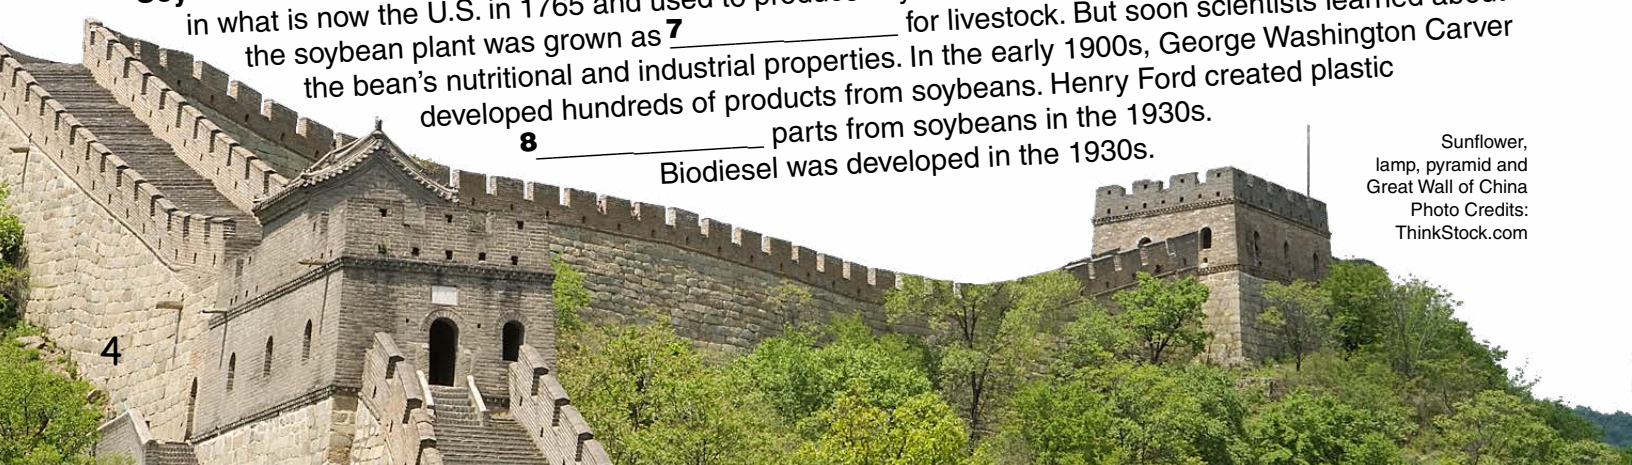 in what is now the U.S. in 1765 and used to produce
the soybean plant was grown as 7_______________ for livestock. But soon scientists learned about
the bean's nutritional and industrial properties. In the early 1900s, George Washington Carver
developed hundreds of products from soybeans. Henry Ford created plastic
8_______________ parts from soybeans in the 1930s.
Biodiesel was developed in the 1930s.
Sunflower,
lamp, pyramid and
Great Wall of China
Photo Credits:
ThinkStock.com
4